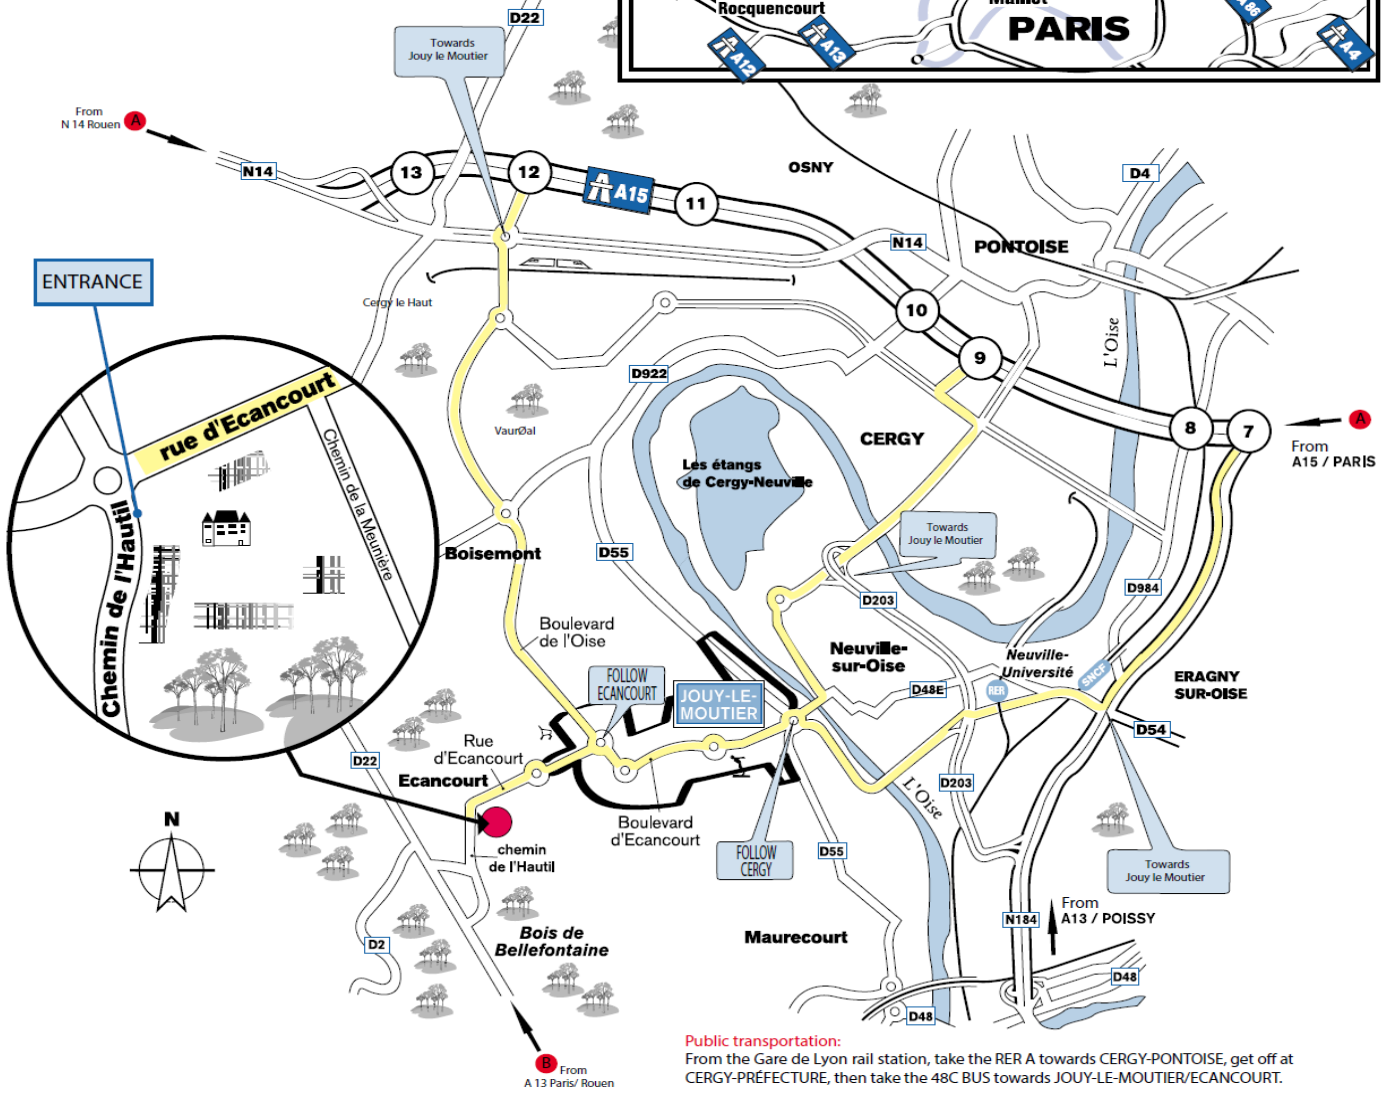 Rocquencourt
PARIS
A12
A13
A 86
A4
D22
Towards
Jouy le Moutier
From
N 14 Rouen
A
N14
13
12
A15
11
OSNY
D4
N14
PONTOISE
ENTRANCE
Cergy le Haut
10
9
L'Oise
D922
8
7
A
From
A15 / PARIS
rue d'Ecancourt
Chemin de la Meunière
Chemin de l'Hautil
VaurØal
CERGY
Les étangs
de Cergy-Neuville
Towards
Jouy le Moutier
Boisemont
D55
D203
D984
Boulevard
de l'Oise
Neuville-
sur-Oise
Neuville-
Université
SNCF
RER
ERAGNY
SUR-OISE
FOLLOW
ECANCOURT
JOUY-LE-
MOUTIER
D48E
D54
Rue
d'Ecancourt
D22
Ecancourt
D203
L'Oise
Boulevard
d'Ecancourt
N
chemin
de l'Hautil
FOLLOW
CERGY
D55
Towards
Jouy le Moutier
From
A13 / POISSY
N184
D2
Bois de
Bellefontaine
Maurecourt
D48
D48
B
From
A 13 Paris/ Rouen
Public transportation:
From the Gare de Lyon rail station, take the RER A towards CERGY-PONTOISE, get off at
CERGY-PRÉFECTURE, then take the 48C BUS towards JOUY-LE-MOUTIER/ECANCOURT.